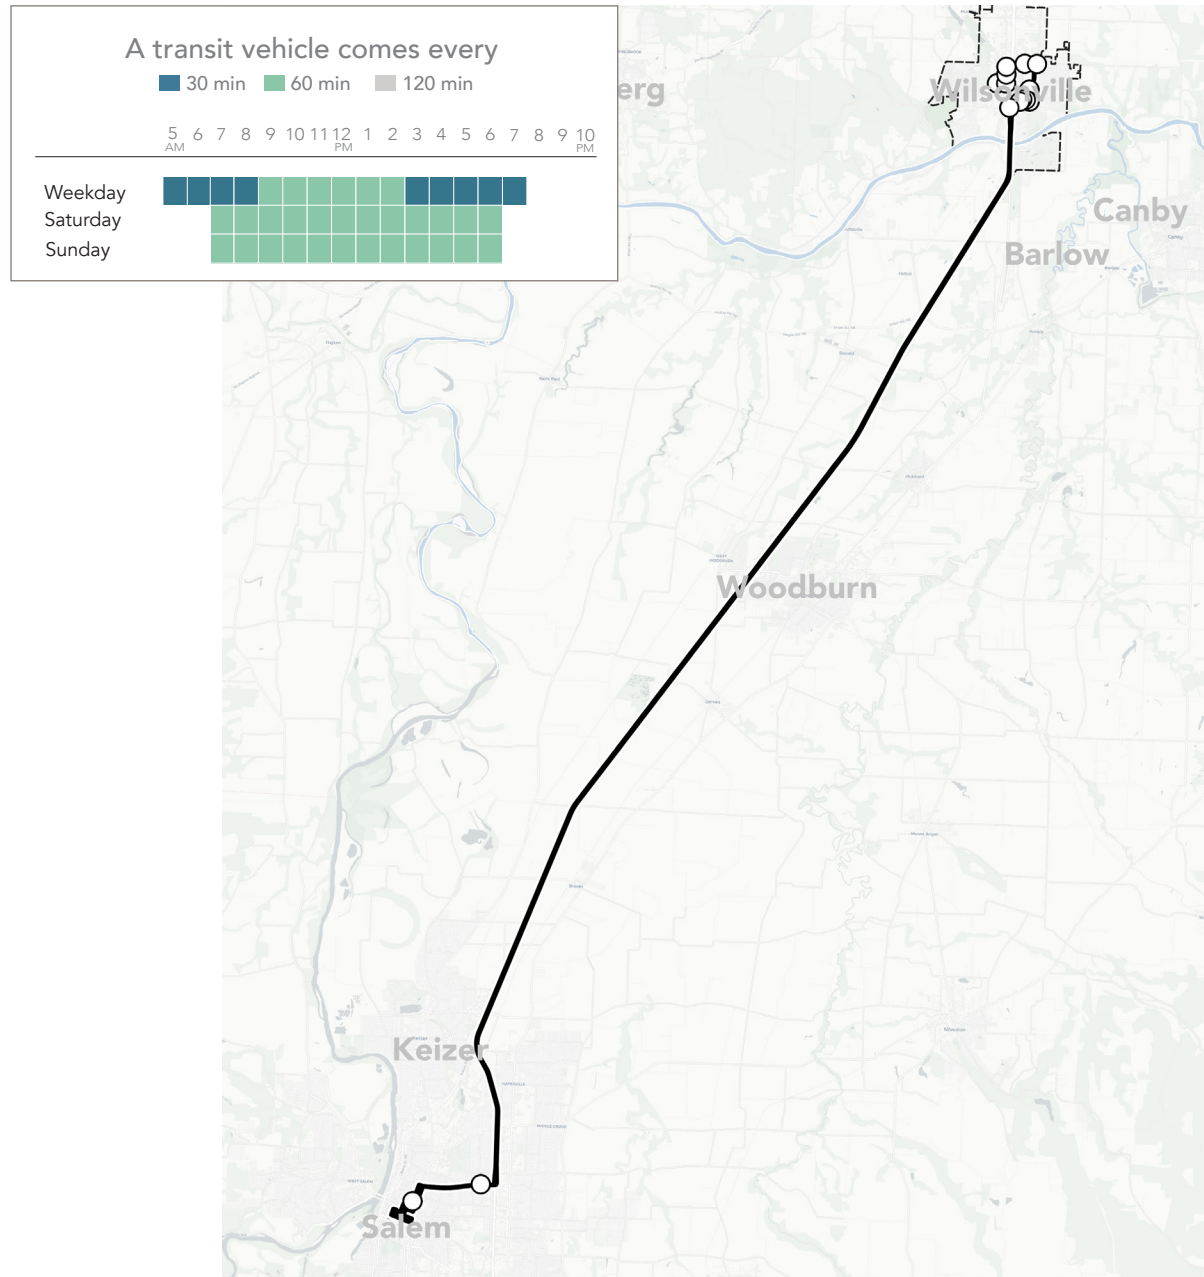 A transit vehicle comes every
30 min 60 min 120 min
5 6 7 8 9 10 11 12 1 2 3 4 5 6 7 8 9 10
AM PM PM
Weekday
Saturday
Sunday
erg
Wilsonville
Canby
Barlow
Woodburn
Keizer
Salem